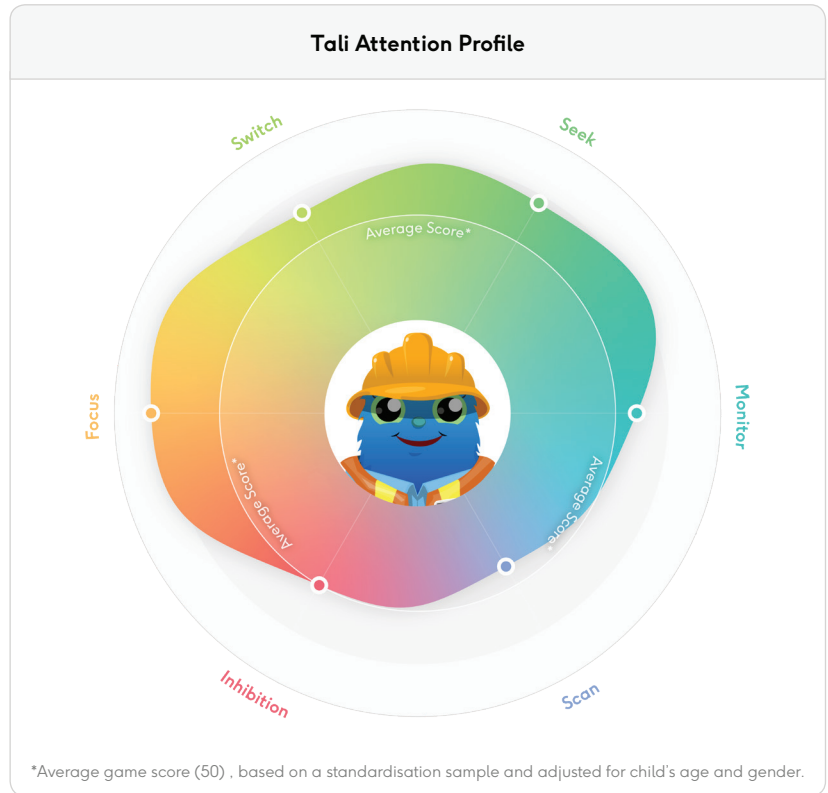 Tali Attention Profile
Switch
Seek
Average Score*
Focus
Monitor
Average Score*
Average Score*
Inhibition
Scan
*Average game score (50) , based on a standardisation sample and adjusted for child's age and gender.